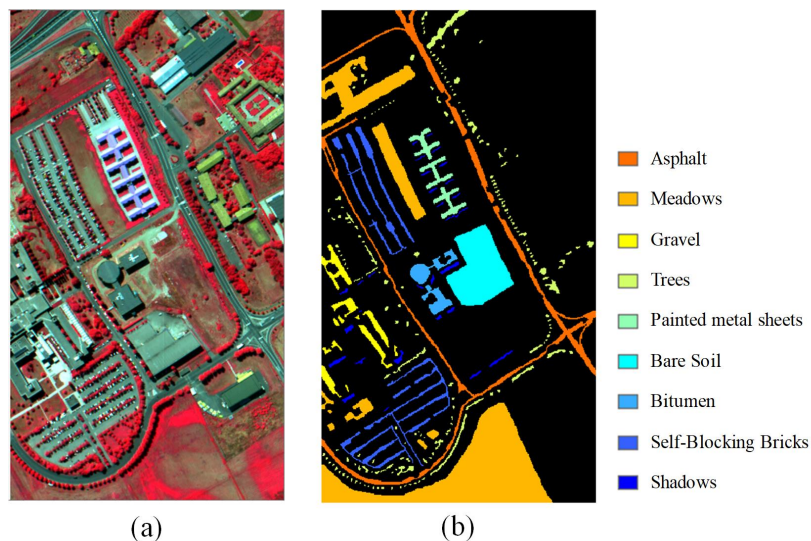 Asphalt
Meadows
Gravel
Trees
Painted metal sheets
Bare Soil
Bitumen
Self-Blocking Bricks
Shadows
(a)
(b)